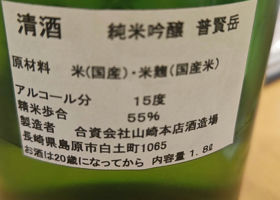 清酒 純米吟醸 普賢岳
原材料 米(国産)・米麹(国産米)
アルコール分 15度
精米歩合 55%
製造者 合資会社山崎本店酒造場
長崎県島原市白土町1065
お酒は20歳になってから 内容量 1.8ℓ